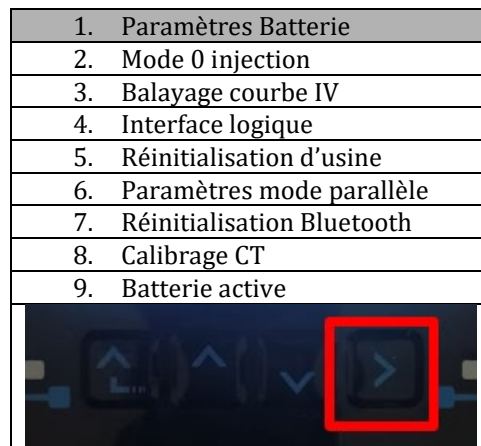 1. Paramètres Batterie
2. Mode 0 injection
3. Balayage courbe IV
4. Interface logique
5. Réinitialisation d'usine
6. Paramètres mode parallèle
7. Réinitialisation Bluetooth
8. Calibrage CT
9. Batterie active